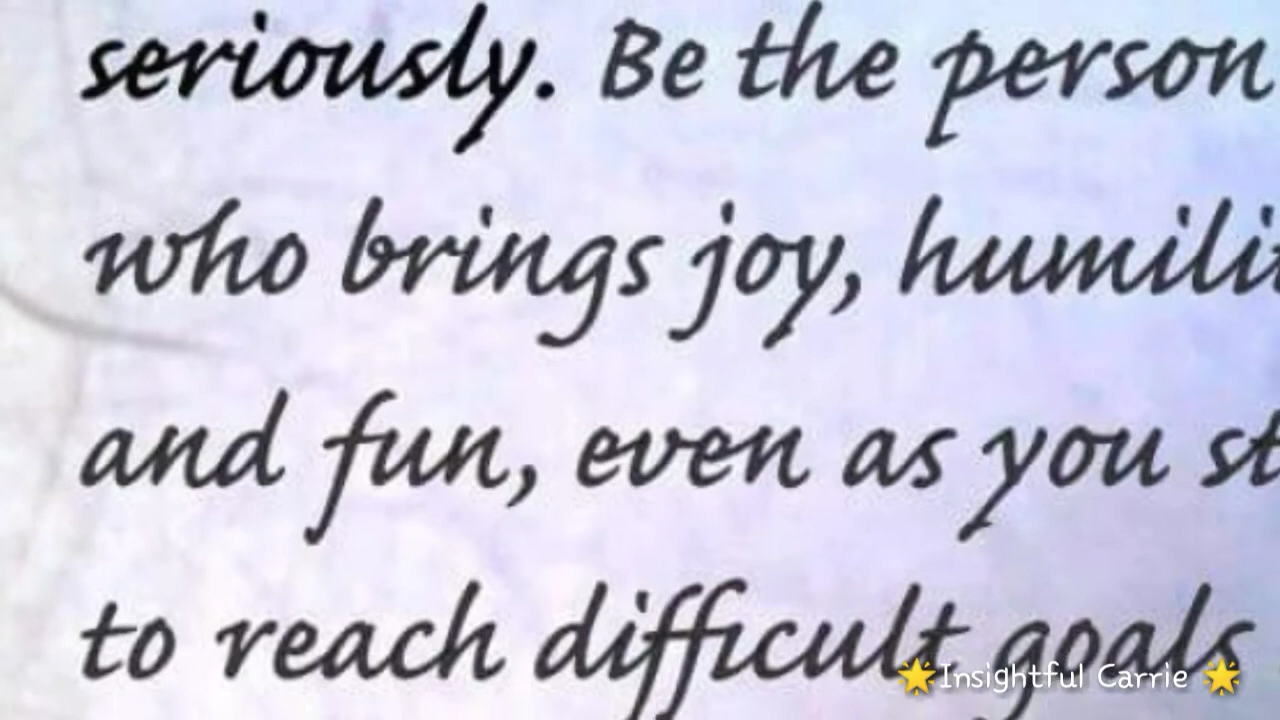 seriously. Be the person
who brings joy, humilit
and fun, even as you st
to reach difficult goals
🌟Insightful Carrie 🌟